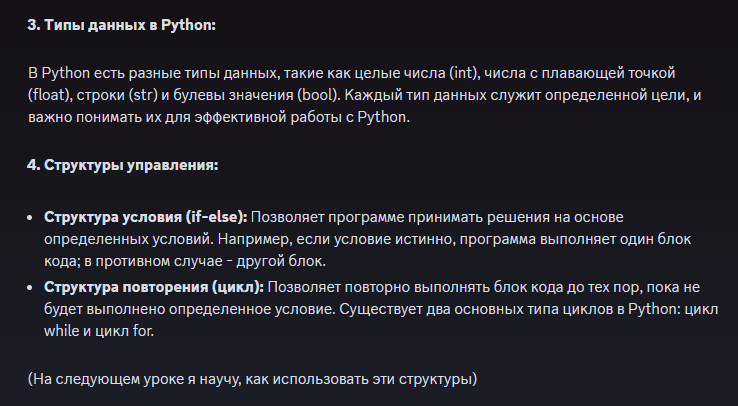 3. Типы данных в Python:
В Python есть разные типы данных, такие как целые числа (int), числа с плавающей точкой
(float), строки (str) и булевы значения (bool). Каждый тип данных служит определенной цели, и
важно понимать их для эффективной работы с Python.
4. Структуры управления:
• Структура условия (if-else): Позволяет программе принимать решения на основе
определенных условий. Например, если условие истинно, программа выполняет один блок
кода; в противном случае - другой блок.
• Структура повторения (цикл): Позволяет повторно выполнять блок кода до тех пор, пока не
будет выполнено определенное условие. Существует два основных типа циклов в Python: цикл
while и цикл for.
(На следующем уроке я научу, как использовать эти структуры)